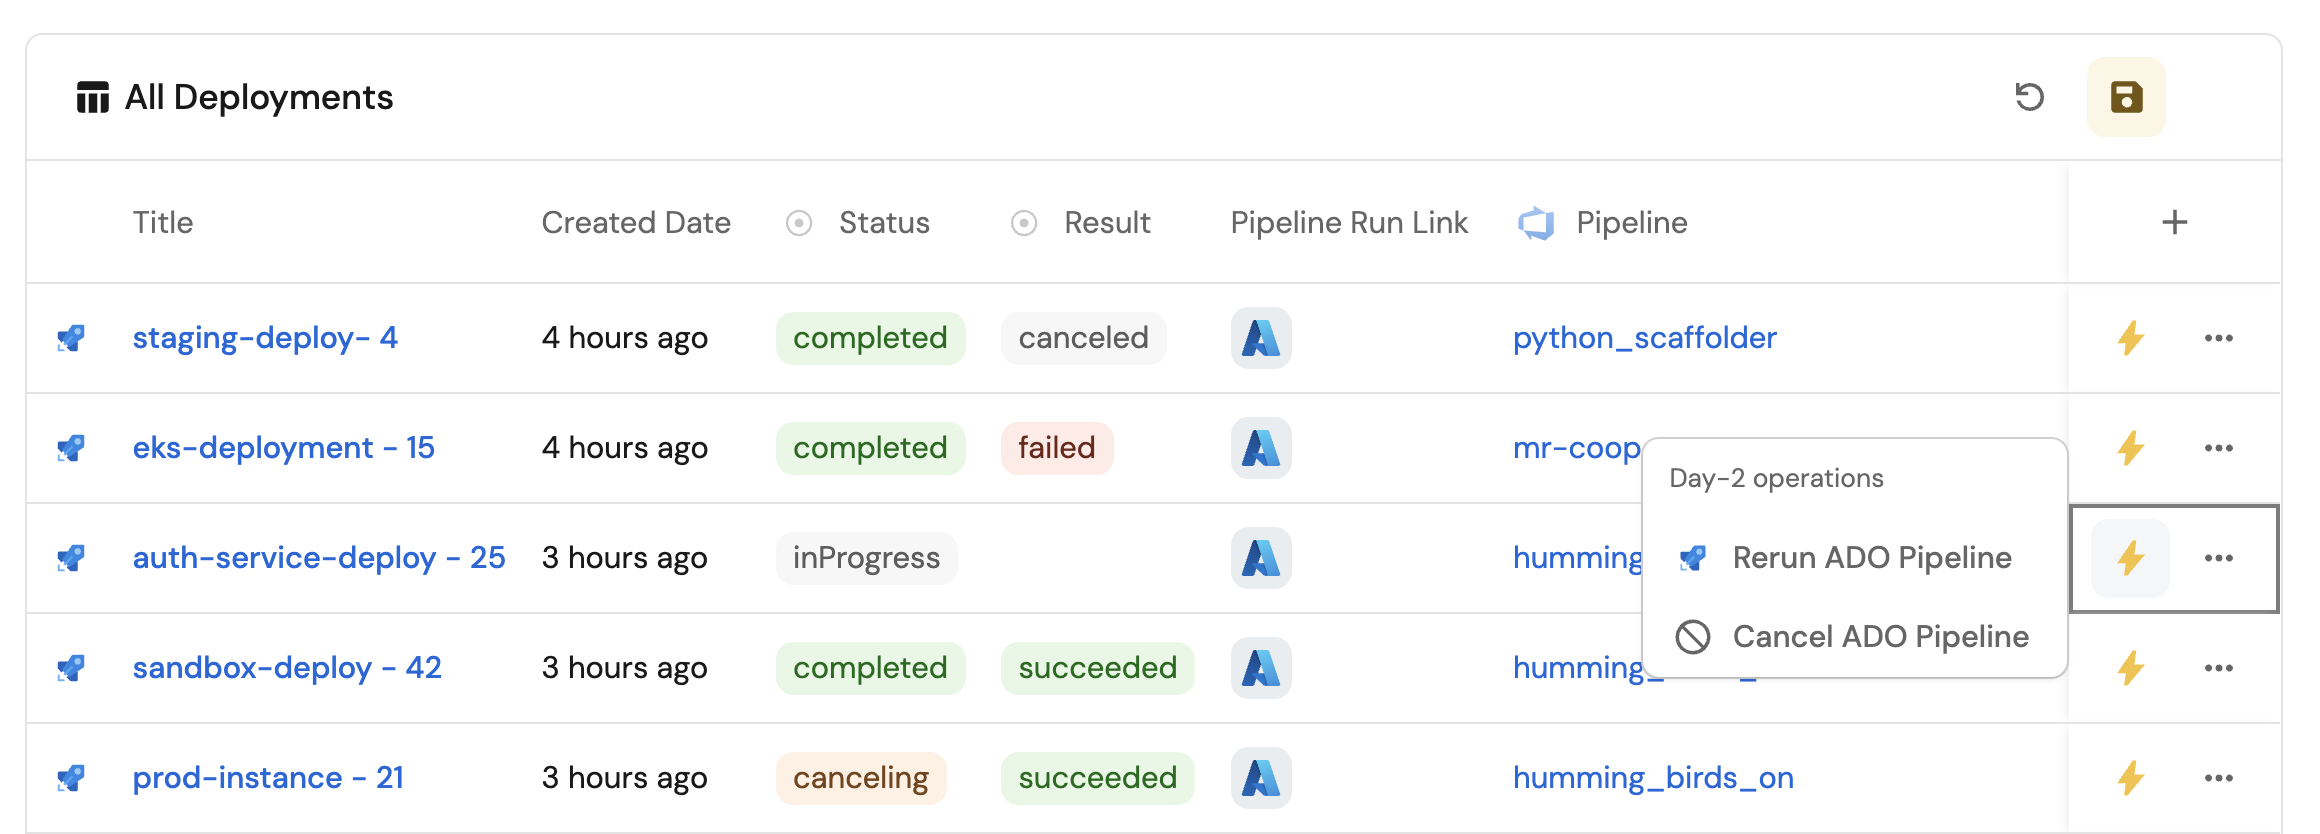 All Deployments
Title Created Date Status Result Pipeline Run Link Pipeline
staging-deploy- 4 4 hours ago completed canceled python_scaffolder
eks-deployment - 15 4 hours ago completed failed mr-coop
Day-2 operations
auth-service-deploy - 25 3 hours ago inProgress humming Rerun ADO Pipeline
Cancel ADO Pipeline
sandbox-deploy - 42 3 hours ago completed succeeded humming_
prod-instance - 21 3 hours ago canceling succeeded humming_birds_on